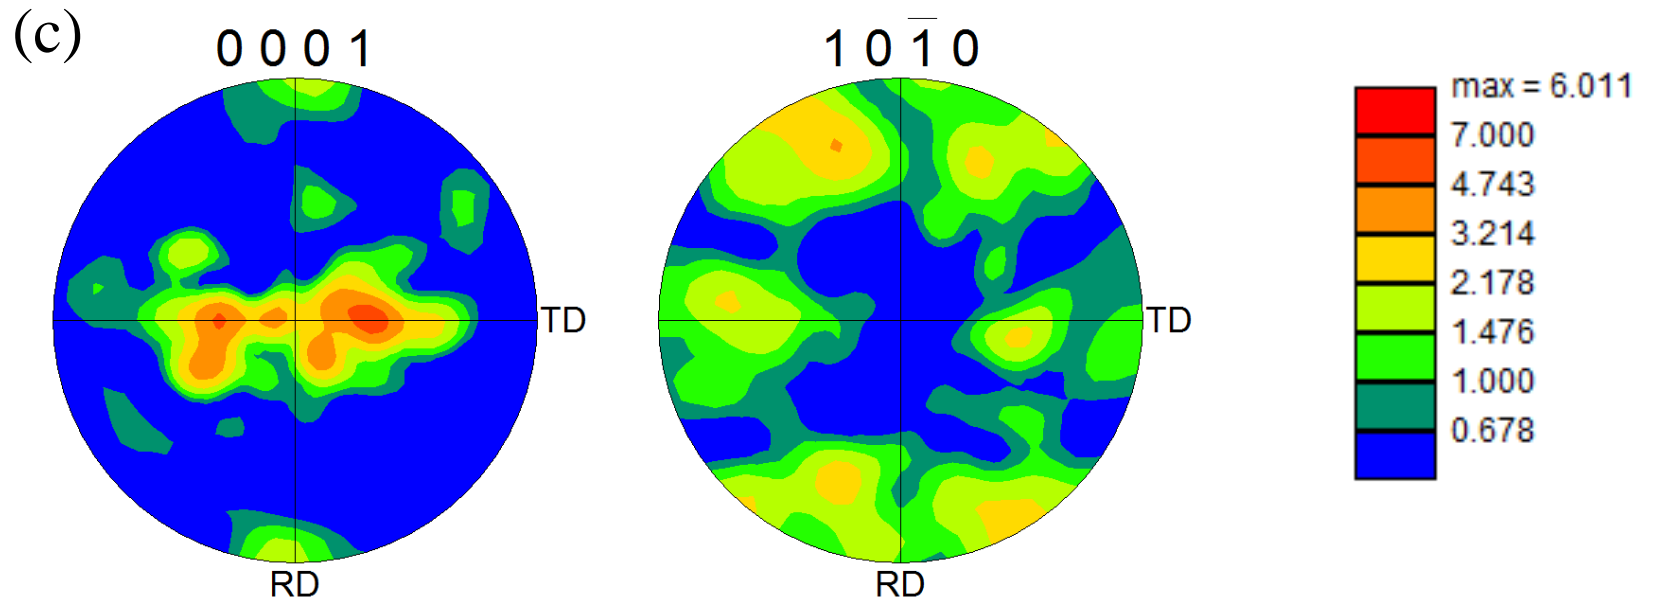 (c)
0 0 0 1
1 0 1̅ 0
max = 6.011
7.000
4.743
3.214
2.178
1.476
1.000
0.678
TD
TD
RD
RD